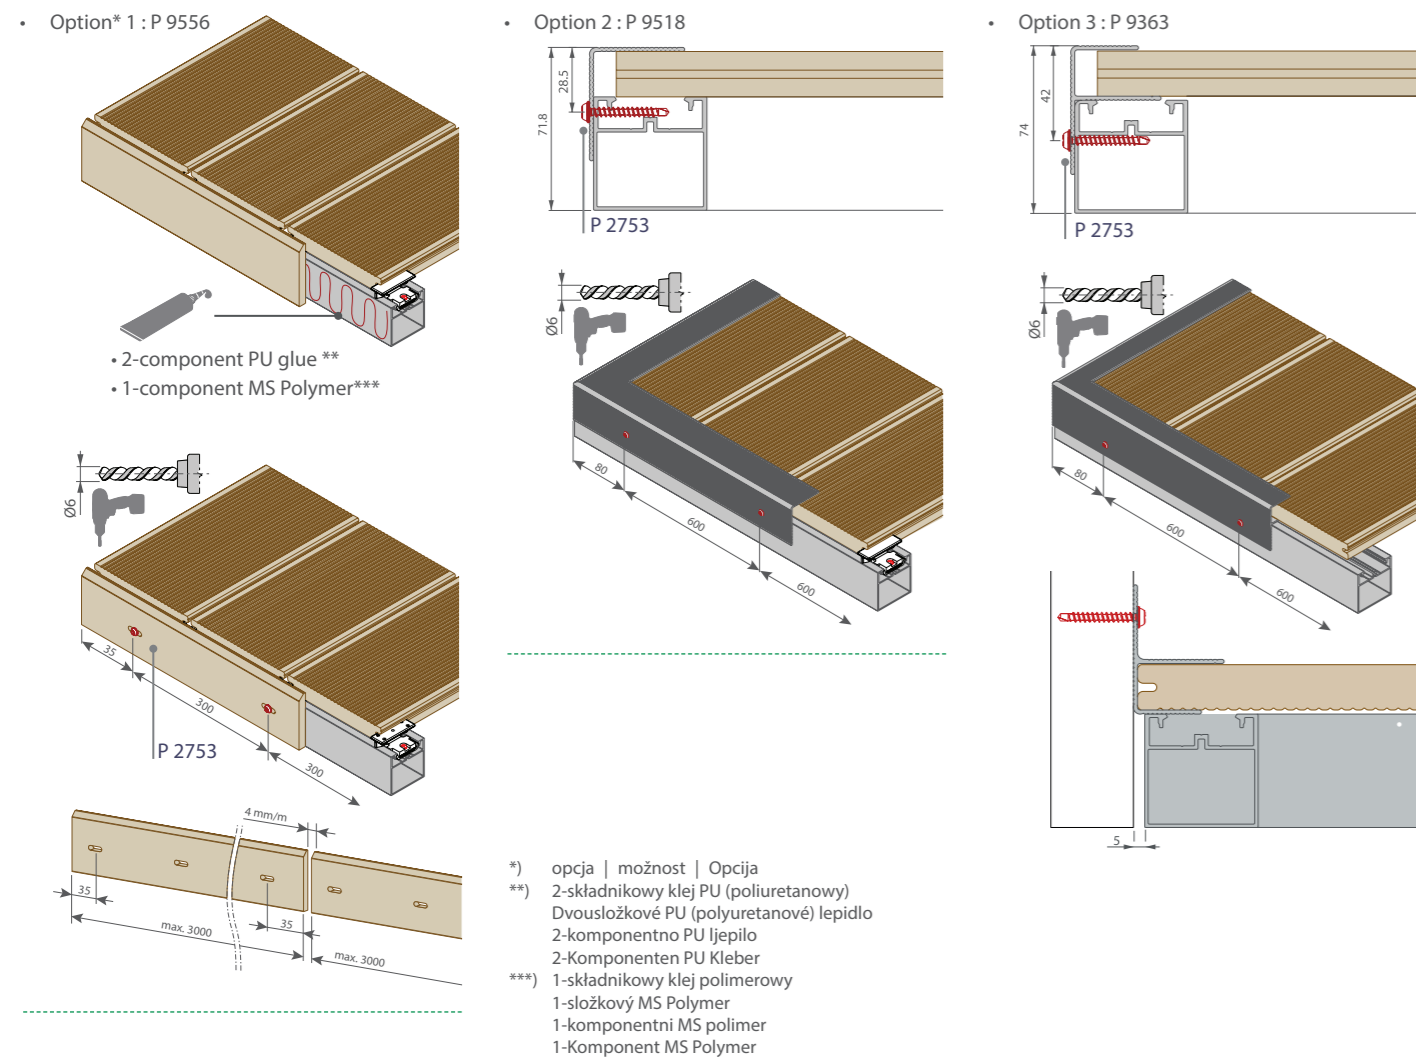 • Option* 1 : P 9556
• 2-component PU glue **
• 1-component MS Polymer***
Ø6
35
300
300
P 2753
4 mm/m
35
35
max. 3000
max. 3000
• Option 2 : P 9518
28.5
71.8
P 2753
Ø6
80
600
600
*) opcja | možnost | Opcija
**) 2-składnikowy klej PU (poliuretanowy)
Dvousložkové PU (polyuretanové) lepidlo
2-komponentno PU ljepilo
2-Komponenten PU Kleber
***) 1-składnikowy klej polimerowy
1-složkový MS Polymer
1-komponentni MS polimer
1-Komponent MS Polymer
• Option 3 : P 9363
42
74
P 2753
Ø6
80
600
600
5